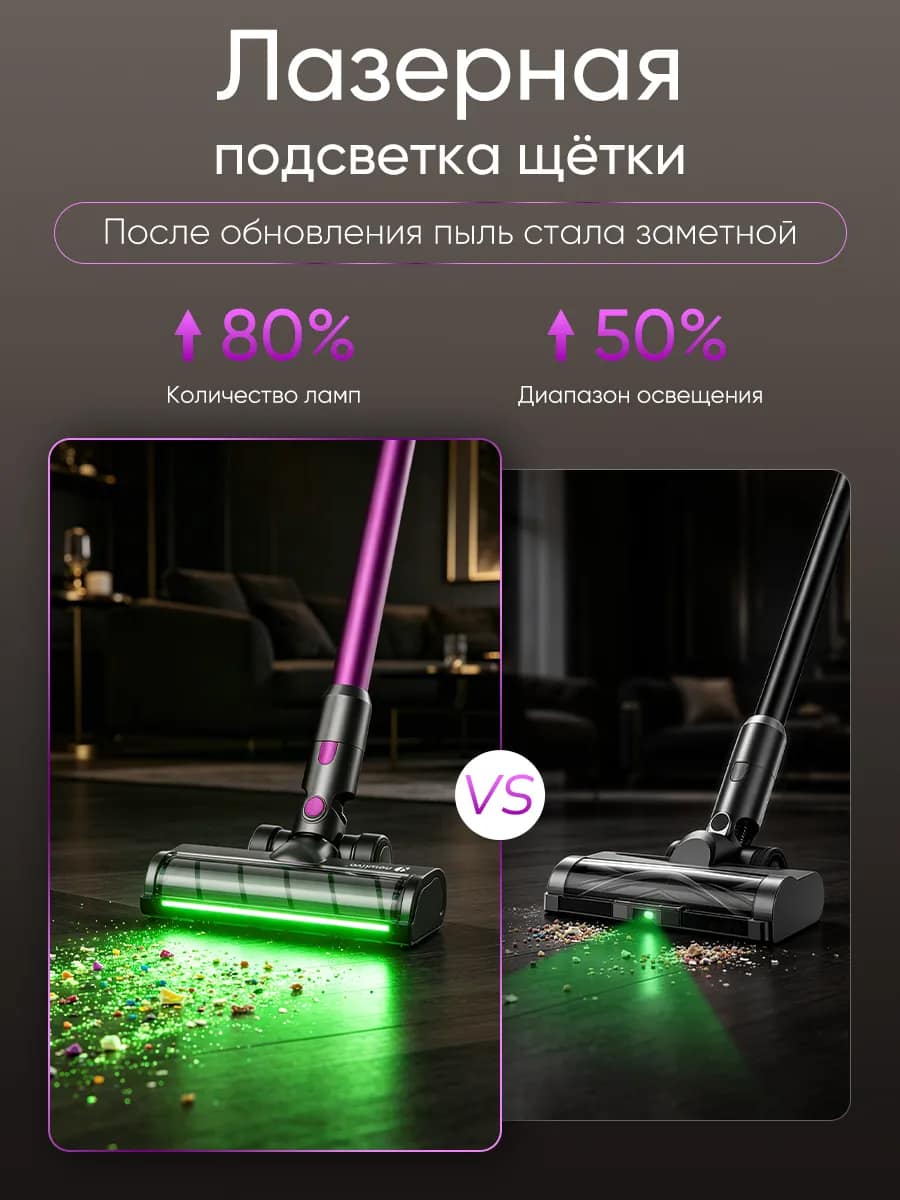 Лазерная
подсветка щётки
После обновления пыль стала заметной
80%
Количество ламп
50%
Диапазон освещения
VS